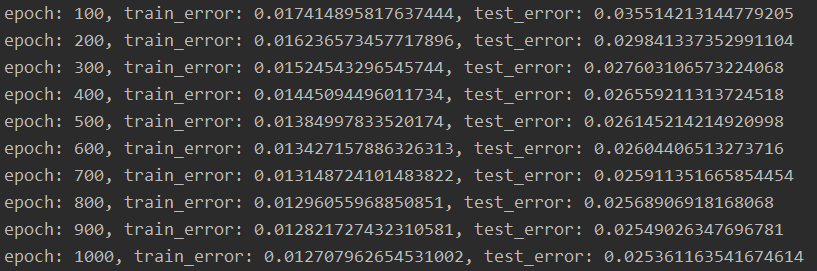 epoch: 100, train_error: 0.017414895817637444, test_error: 0.035514213144779205
epoch: 200, train_error: 0.016236573457717896, test_error: 0.029841337352991104
epoch: 300, train_error: 0.01524543296545744, test_error: 0.027603106573224068
epoch: 400, train_error: 0.01445094496011734, test_error: 0.026559211313724518
epoch: 500, train_error: 0.01384997833520174, test_error: 0.026145214214920998
epoch: 600, train_error: 0.013427157886326313, test_error: 0.02604406513273716
epoch: 700, train_error: 0.013148724101483822, test_error: 0.025911351665854454
epoch: 800, train_error: 0.01296055968850851, test_error: 0.02568906918168068
epoch: 900, train_error: 0.012821727432310581, test_error: 0.02549026347696781
epoch: 1000, train_error: 0.012707962654531002, test_error: 0.025361163541674614